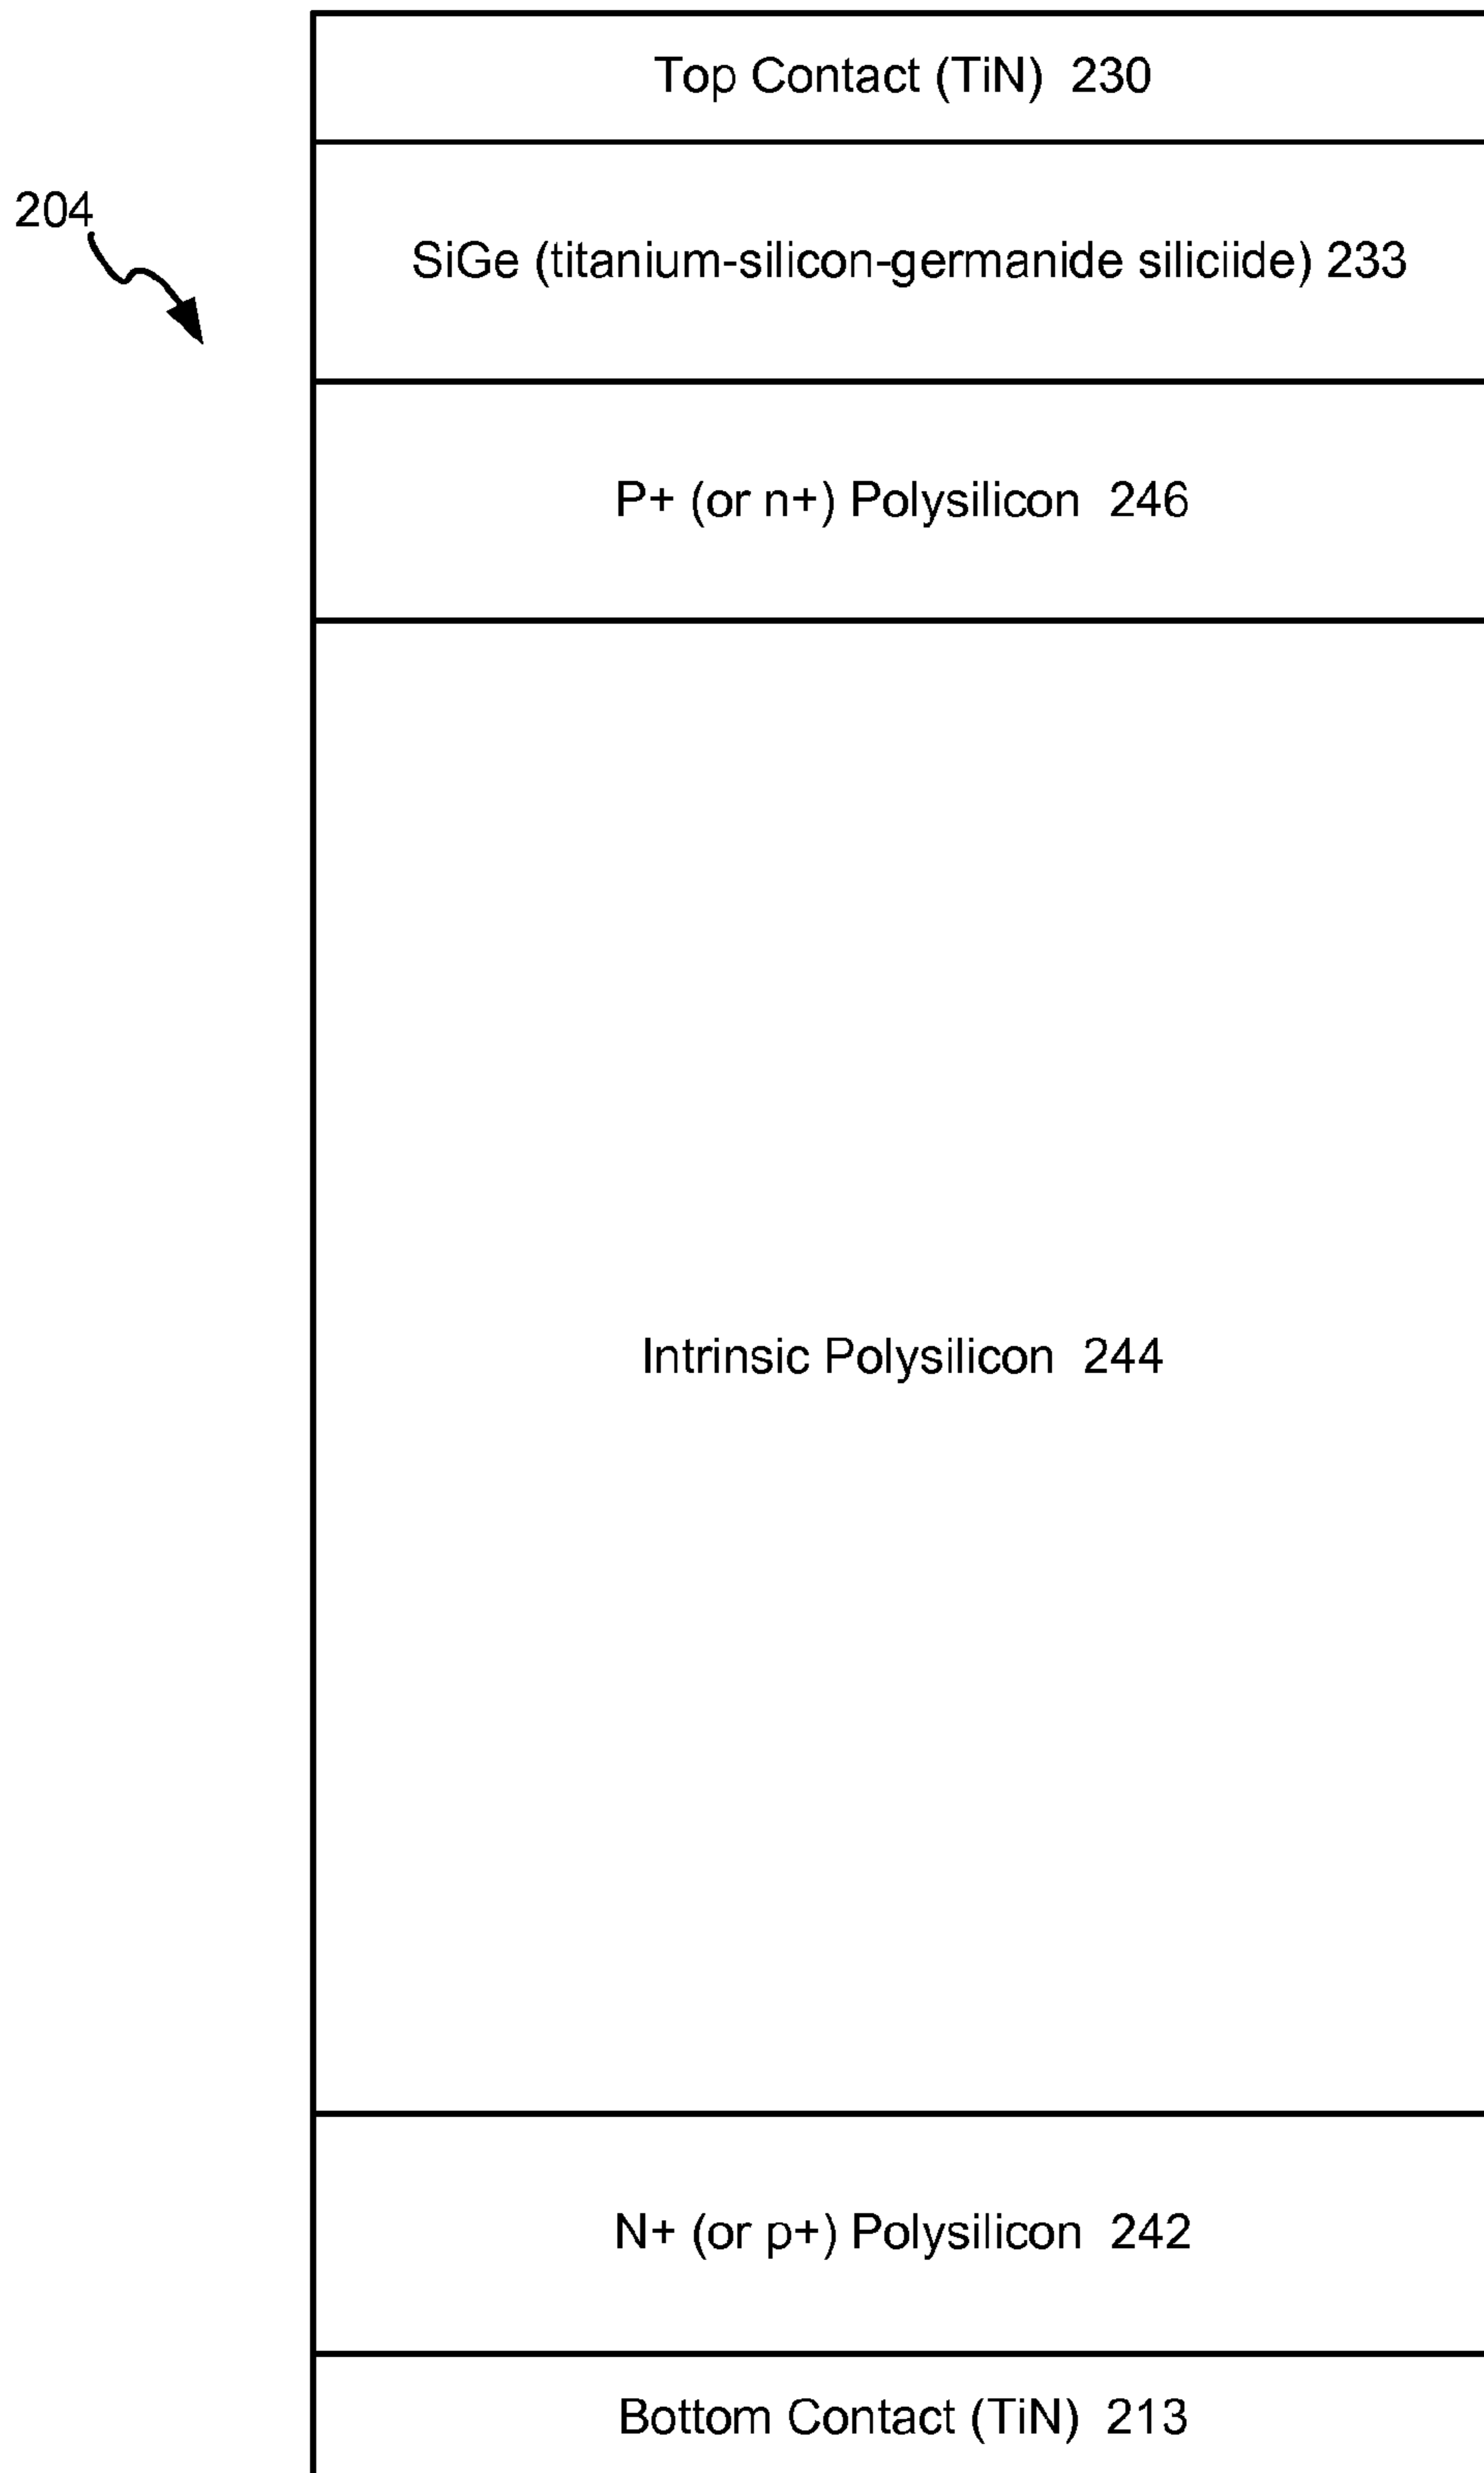 Top Contact (TiN) 230
204
SiGe (titanium-silicon-germanide siliciide) 233
P+ (or n+) Polysilicon 246
Intrinsic Polysilicon 244
N+ (or p+) Polysilicon 242
Bottom Contact (TiN) 213